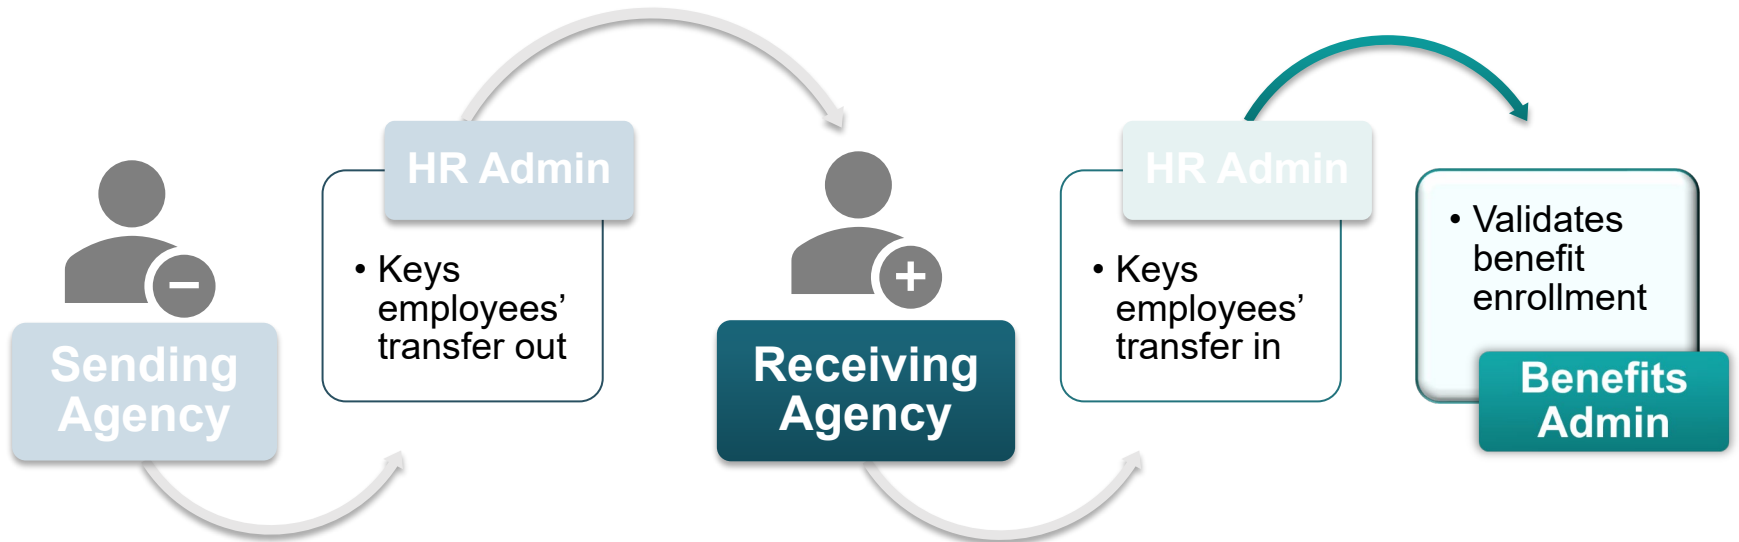 Sending
Agency
HR Admin
• Keys
employees’
transfer out
Receiving
Agency
HR Admin
• Keys
employees’
transfer in
• Validates
benefit
enrollment
Benefits
Admin